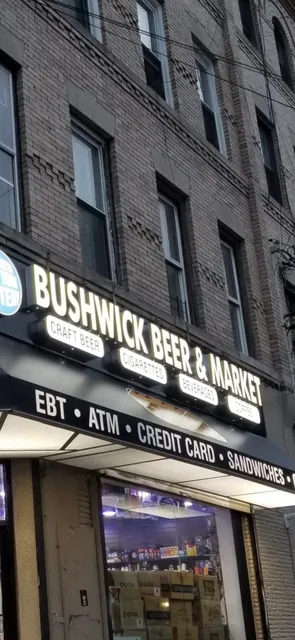 BUSHWICK BEER & MARKET
CRAFT BEER CIGARETTES BEVERAGES COFFEE
EBT • ATM • CREDIT CARD • SANDWICHES •